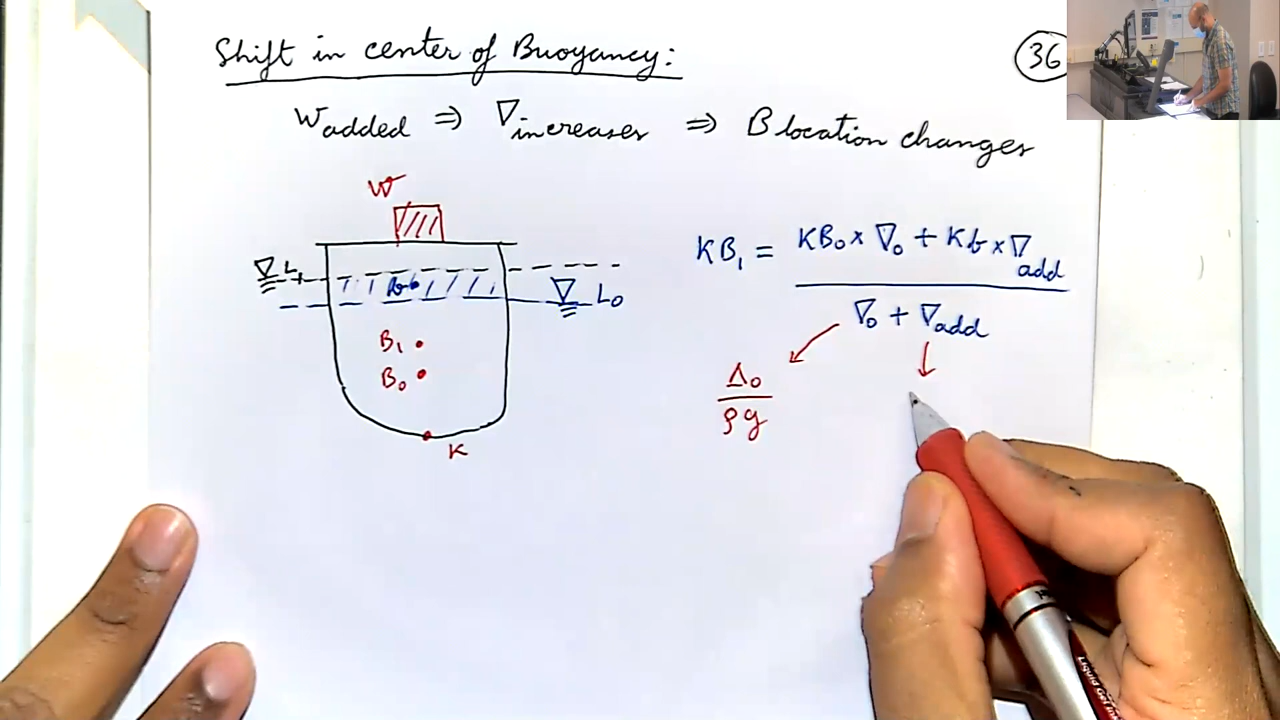 Shift in center of Buoyancy:
36
w added ⇒ ∇ increases ⇒ B location changes
w
∇ L₁
b
∇ L₀
B₁
B₀
K
KB₁ = (KB₀ × ∇₀ + Kb × ∇add) / (∇₀ + ∇add)
Δ₀ / ρg